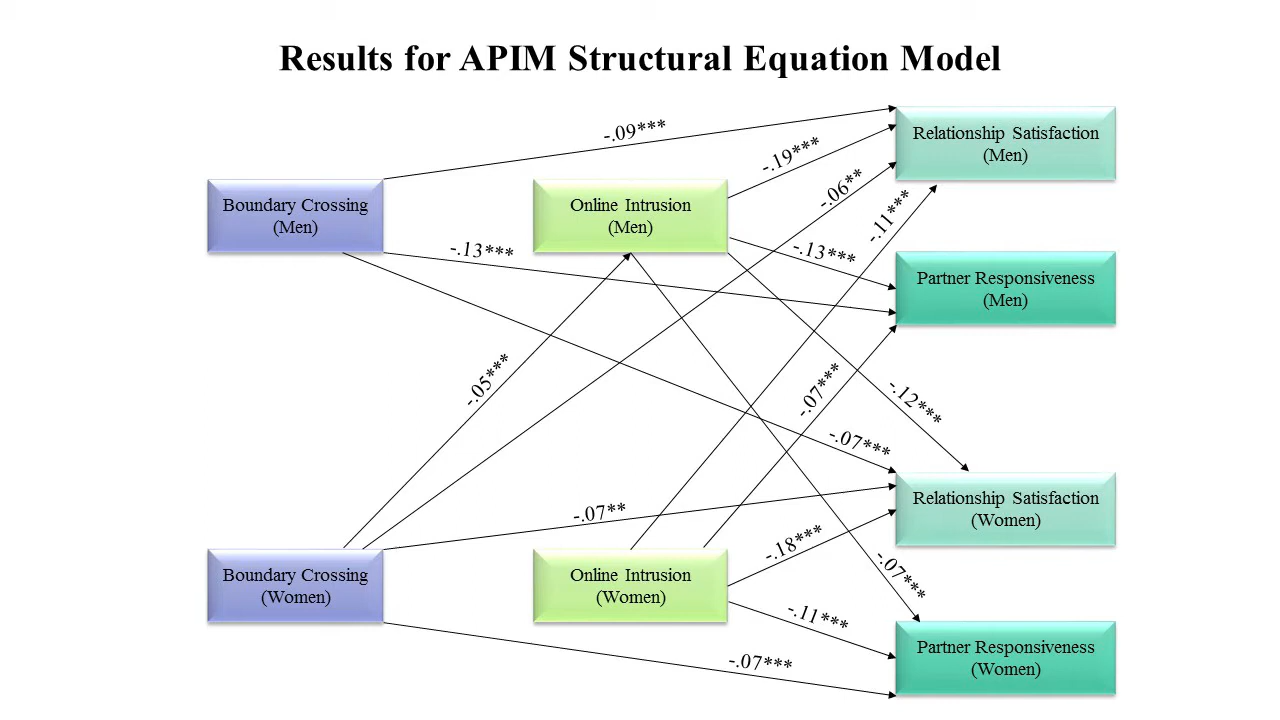 Results for APIM Structural Equation Model
-.09***
-.19***
Relationship Satisfaction
(Men)
Boundary Crossing
(Men)
Online Intrusion
(Men)
-.06**
-.11***
-.13***
-.13***
Partner Responsiveness
(Men)
-.05***
-.07***
-.12***
-.07***
-.07**
Relationship Satisfaction
(Women)
-.18***
Boundary Crossing
(Women)
Online Intrusion
(Women)
-.07***
-.11***
-.07***
Partner Responsiveness
(Women)